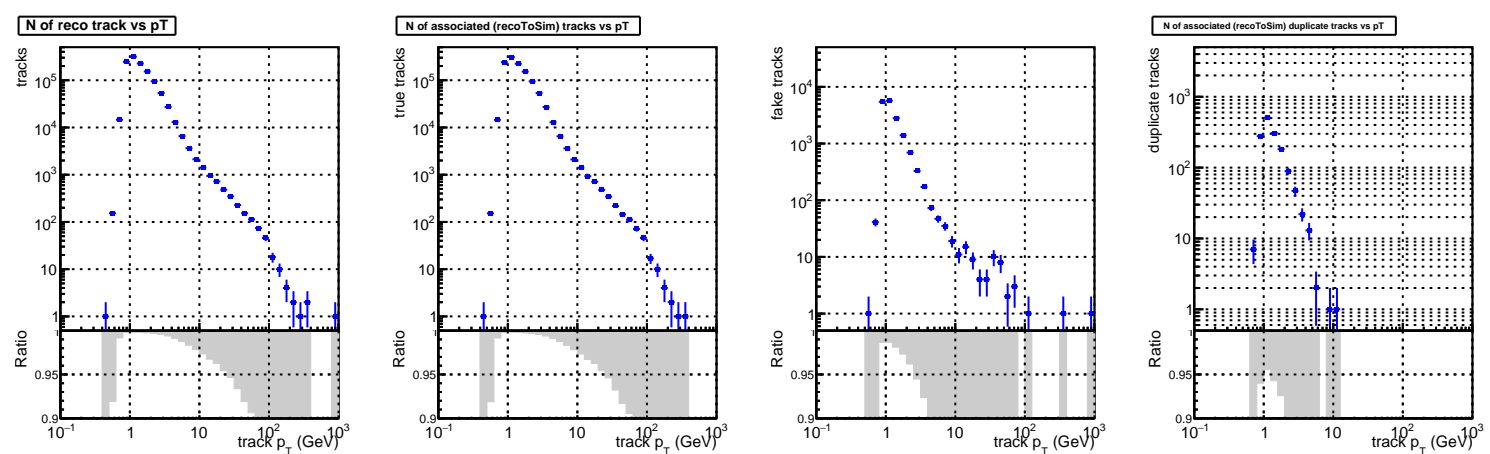 N of reco track vs pT
tracks
10^5
10^4
10^3
10^2
10
1
Ratio
1
0.95
0.9
10^−1 1 10 10^2 10^3
track p_T (GeV)
N of associated (recoToSim) tracks vs pT
true tracks
10^5
10^4
10^3
10^2
10
1
Ratio
1
0.95
0.9
10^−1 1 10 10^2 10^3
track p_T (GeV)
fake tracks
10^4
10^3
10^2
10
1
Ratio
1
0.95
0.9
10^−1 1 10 10^2 10^3
track p_T (GeV)
N of associated (recoToSim) duplicate tracks vs pT
duplicate tracks
10^3
10^2
10
1
Ratio
1
0.95
0.9
10^−1 1 10 10^2 10^3
track p_T (GeV)